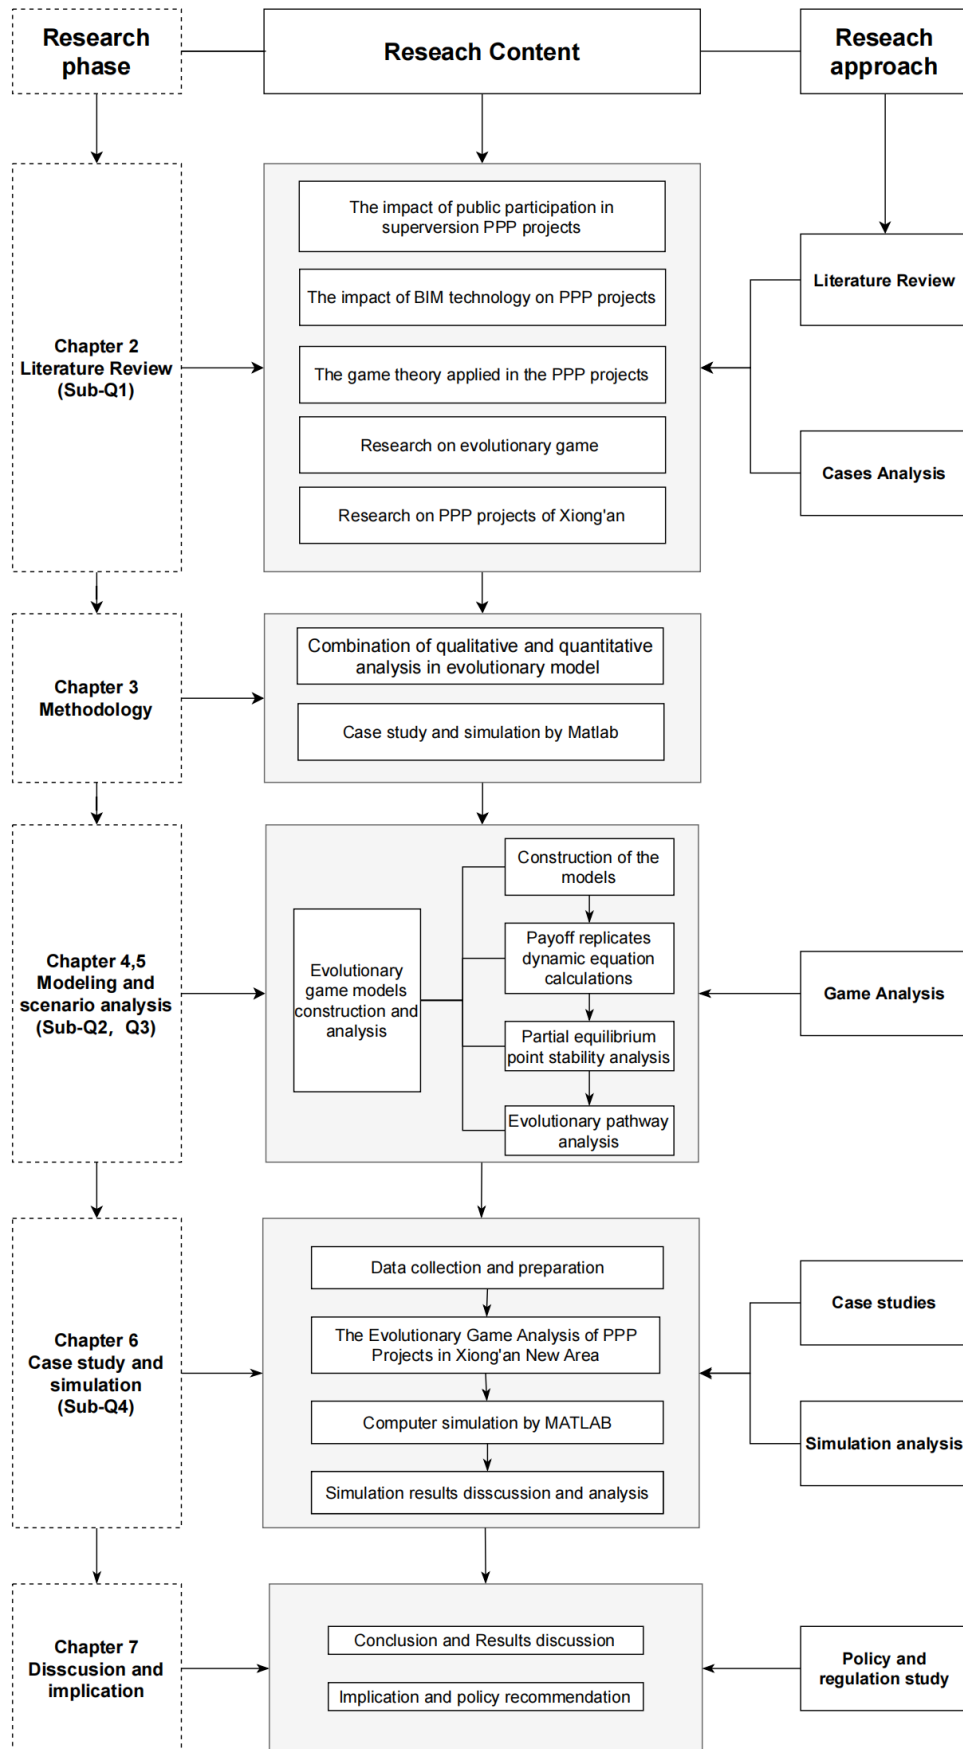 Research
phase
Reseach Content
Reseach
approach
The impact of public participation in
superversion PPP projects
The impact of BIM technology on PPP projects
The game theory applied in the PPP projects
Research on evolutionary game
Research on PPP projects of Xiong'an
Chapter 2
Literature Review
(Sub-Q1)
Literature Review
Cases Analysis
Chapter 3
Methodology
Combination of qualitative and quantitative
analysis in evolutionary model
Case study and simulation by Matlab
Chapter 4,5
Modeling and
scenario analysis
(Sub-Q2, Q3)
Evolutionary
game models
construction and
analysis
Construction of the
models
Payoff replicates
dynamic equation
calculations
Partial equilibrium
point stability analysis
Evolutionary pathway
analysis
Game Analysis
Chapter 6
Case study and
simulation
(Sub-Q4)
Data collection and preparation
The Evolutionary Game Analysis of PPP
Projects in Xiong'an New Area
Computer simulation by MATLAB
Simulation results disscussion and analysis
Case studies
Simulation analysis
Chapter 7
Disscusion and
implication
Conclusion and Results discussion
Implication and policy recommendation
Policy and
regulation study